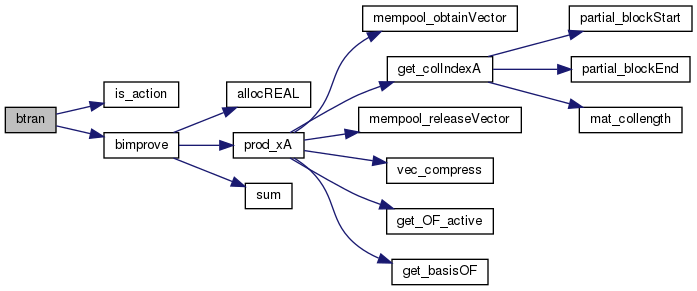 mempool_obtainVector
partial_blockStart
get_colIndexA
partial_blockEnd
is_action
allocREAL
btran
mempool_releaseVector
mat_collength
bimprove
prod_xA
vec_compress
sum
get_OF_active
get_basisOF